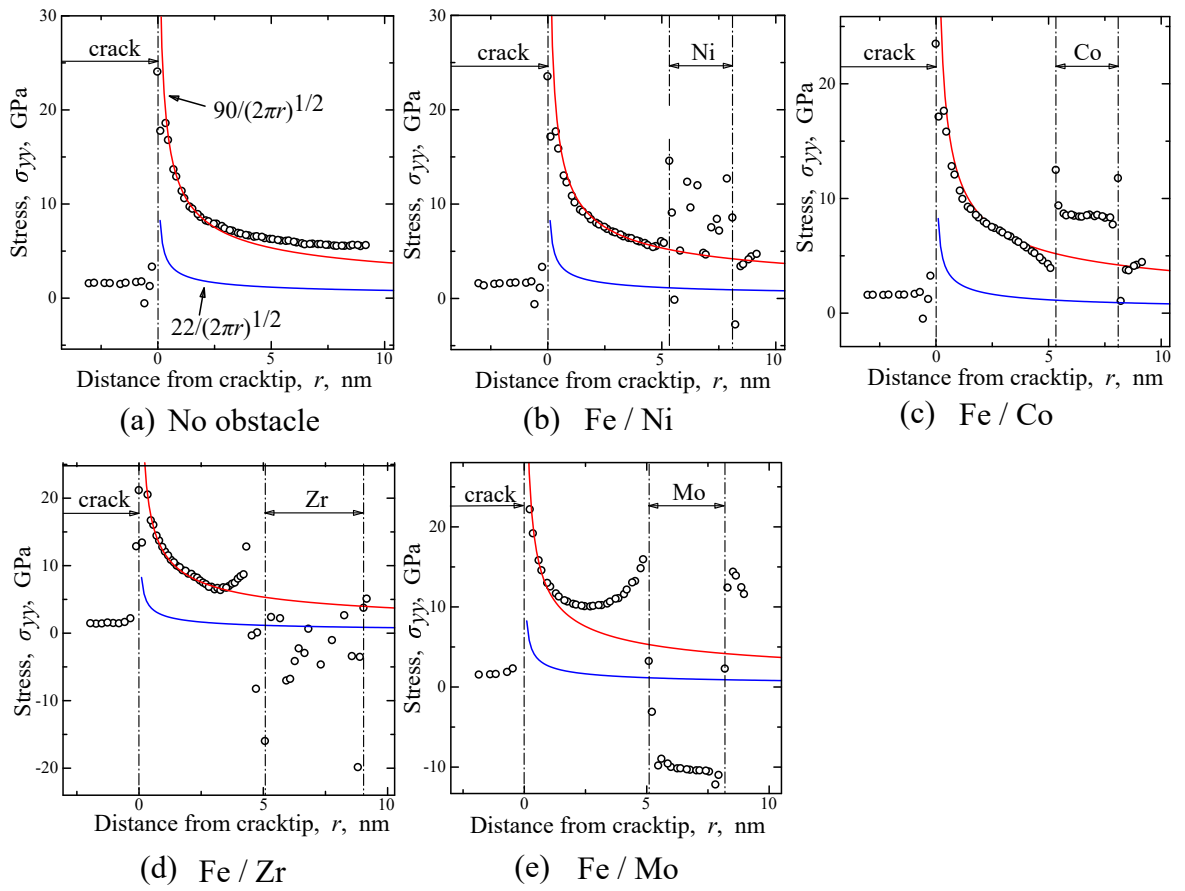 30
20
10
0
-10
0
5
10
Stress, σyy, GPa
crack
90/(2πr)1/2
22/(2πr)1/2
Distance from cracktip, r, nm
(a) No obstacle
30
20
10
0
-10
0
5
10
Stress, σyy, GPa
crack
Ni
Distance from cracktip, r, nm
(b) Fe / Ni
20
10
0
0
5
10
Stress, σyy, GPa
crack
Co
Distance from cracktip, r, nm
(c) Fe / Co
20
10
0
-10
-20
0
5
10
Stress, σyy, GPa
crack
Zr
Distance from cracktip, r, nm
(d) Fe / Zr
20
10
0
-10
0
5
10
Stress, σyy, GPa
crack
Mo
Distance from cracktip, r, nm
(e) Fe / Mo